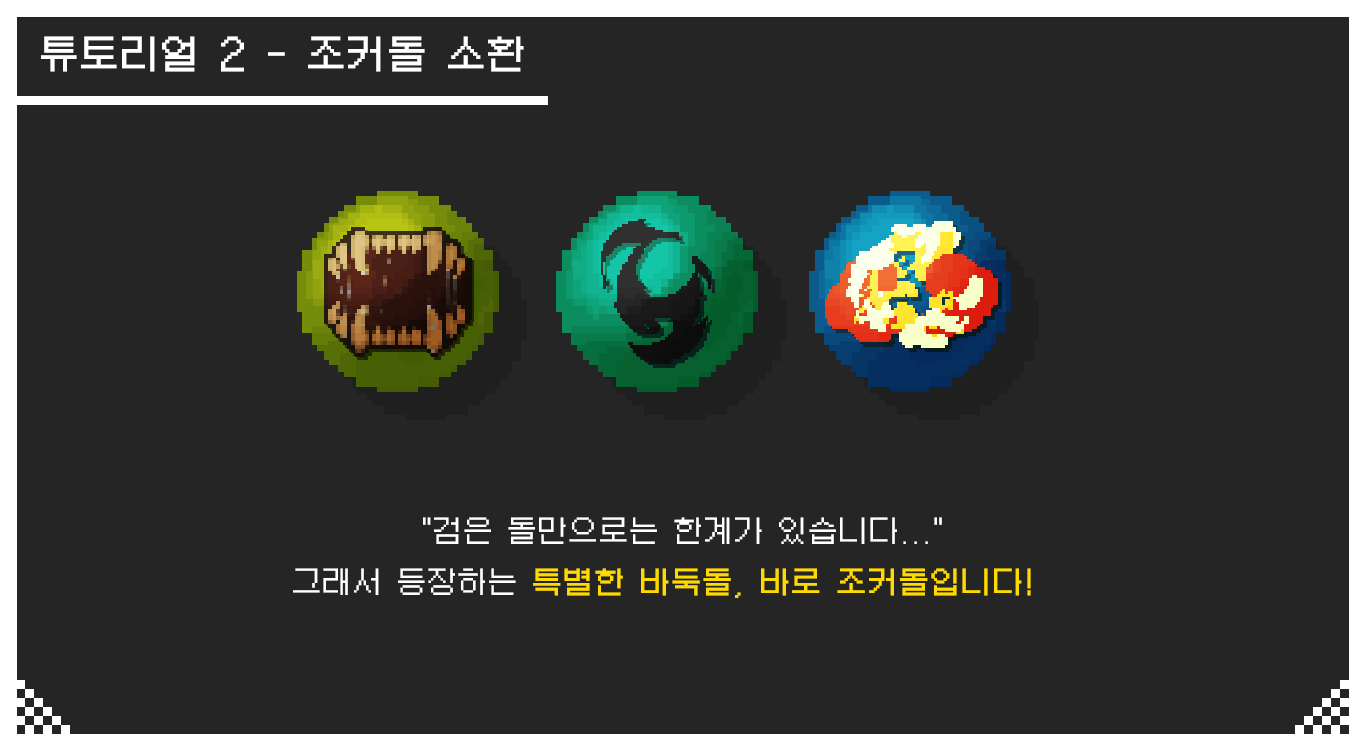 튜토리얼 2 - 조커돌 소환
"검은 돌만으로는 한계가 있습니다..."
그래서 등장하는 특별한 바둑돌, 바로 조커돌입니다!